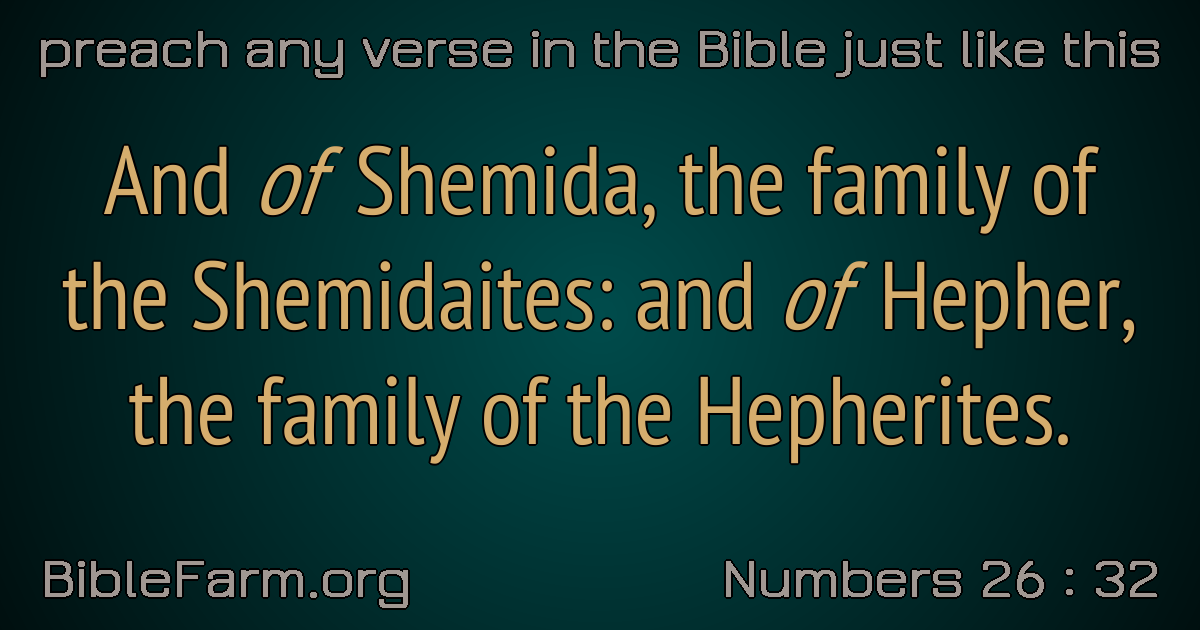 preach any verse in the Bible just like this
And of Shemida, the family of
the Shemidaites: and of Hepher,
the family of the Hepherites.
BibleFarm.org
Numbers 26 : 32